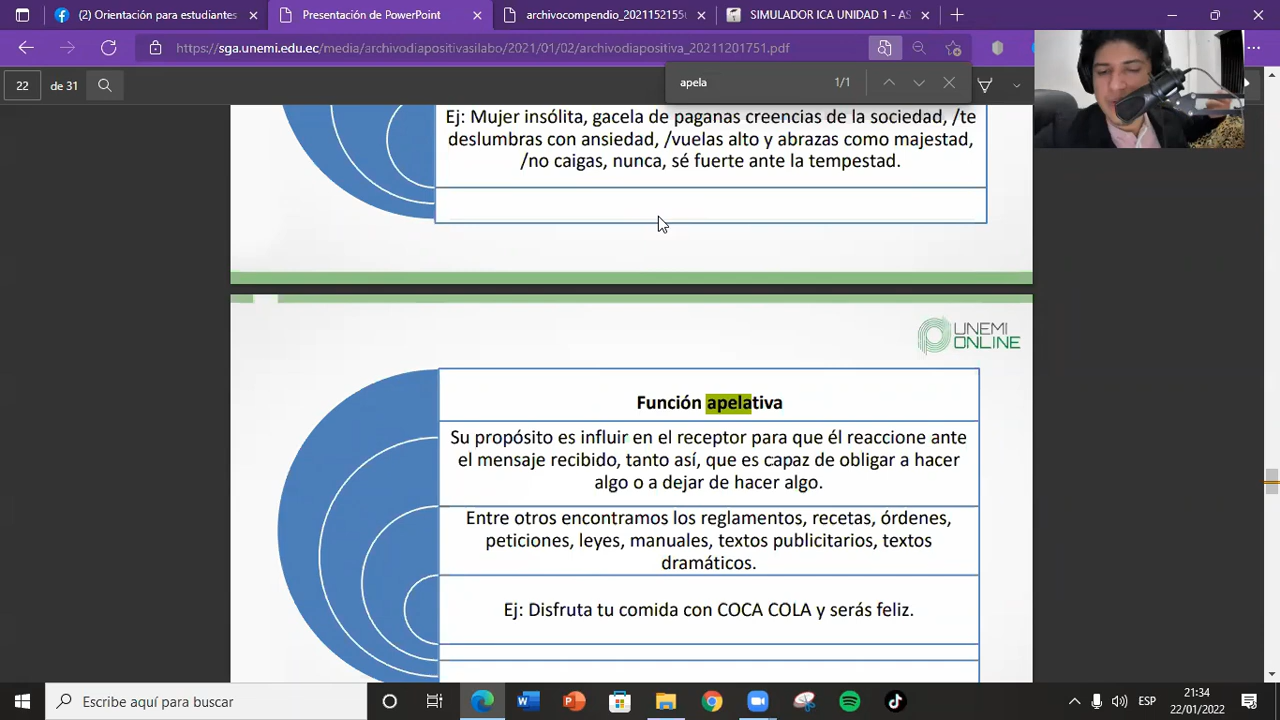 (2) Orientación para estudiantes
Presentación de PowerPoint
archivocompendio_2021152155
SIMULADOR ICA UNIDAD 1 - AS
https://sga.unemi.edu.ec/media/archivodiapositivasilabo/2021/01/02/archivodiapositiva_20211201751.pdf
22 de 31
apela 1/1
Ej: Mujer insólita, gacela de paganas creencias de la sociedad, /te
deslumbras con ansiedad, /vuelas alto y abrazas como majestad,
/no caigas, nunca, sé fuerte ante la tempestad.
UNEMI
ONLINE
Función apelativa
Su propósito es influir en el receptor para que él reaccione ante
el mensaje recibido, tanto así, que es capaz de obligar a hacer
algo o a dejar de hacer algo.
Entre otros encontramos los reglamentos, recetas, órdenes,
peticiones, leyes, manuales, textos publicitarios, textos
dramáticos.
Ej: Disfruta tu comida con COCA COLA y serás feliz.
Escribe aquí para buscar
ESP
21:34
22/01/2022